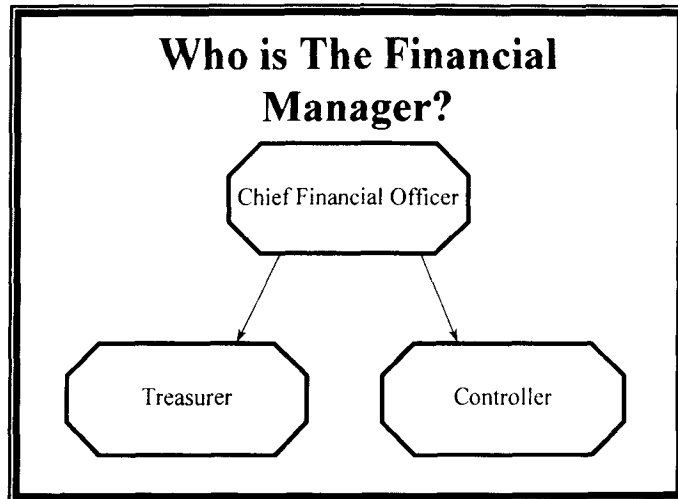 Who is The Financial
Manager?
Chief Financial Officer
Treasurer
Controller